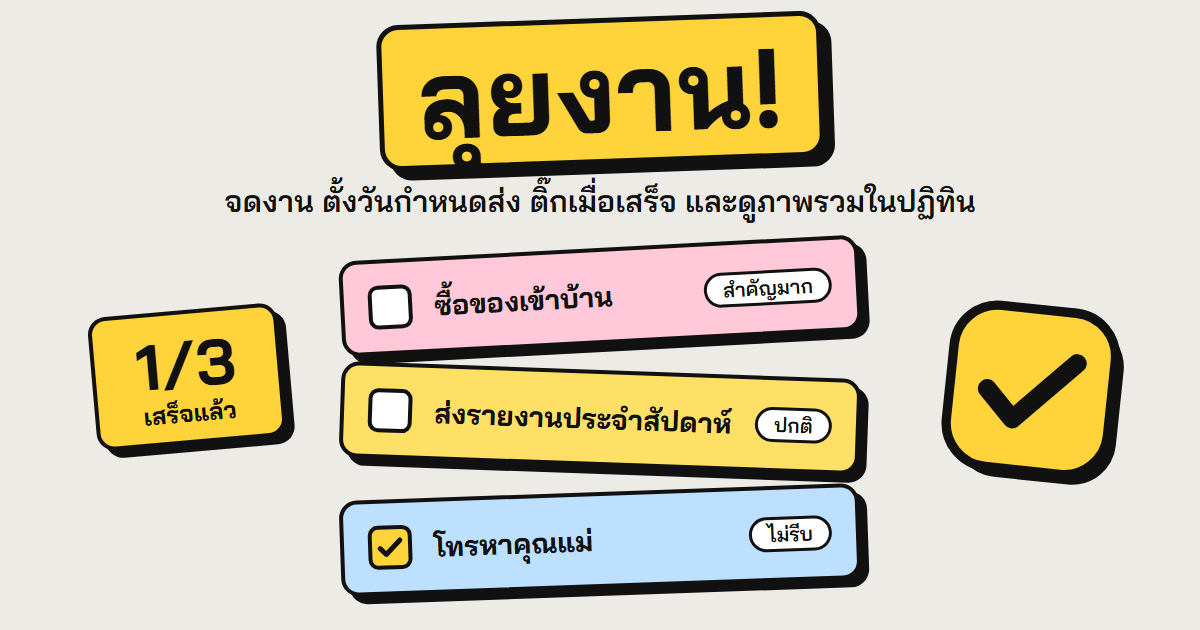 ลุยงาน!
จดงาน ตั้งวันกำหนดส่ง ติ๊กเมื่อเสร็จ และดูภาพรวมในปฏิทิน
ซื้อของเข้าบ้าน
สำคัญมาก
1/3
เสร็จแล้ว
ส่งรายงานประจำสัปดาห์
ปกติ
โทรหาคุณแม่
ไม่รีบ